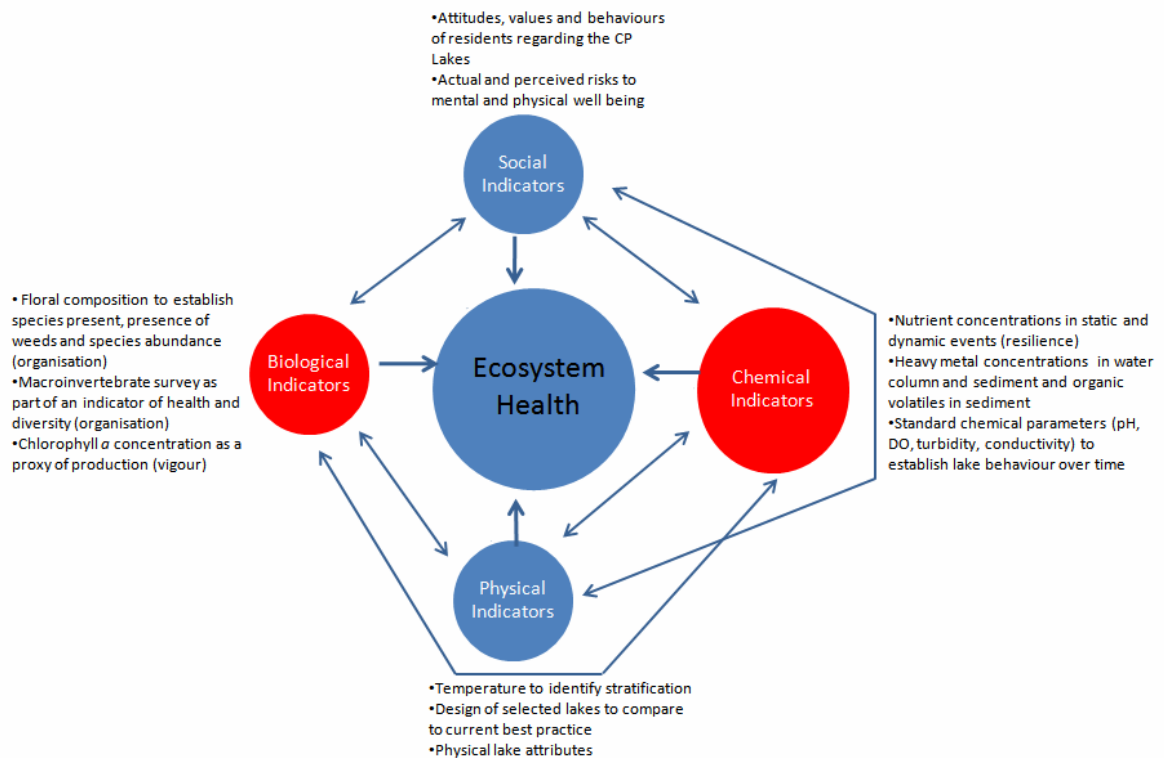 •Attitudes, values and behaviours
of residents regarding the CP
Lakes
•Actual and perceived risks to
mental and physical well being
Social
Indicators
• Floral composition to establish
species present, presence of
weeds and species abundance
(organisation)
•Macroinvertebrate survey as
part of an indicator of health and
diversity (organisation)
•Chlorophyll a concentration as a
proxy of production (vigour)
Biological
Indicators
Ecosystem
Health
Chemical
Indicators
•Nutrient concentrations in static and
dynamic events (resilience)
•Heavy metal concentrations in water
column and sediment and organic
volatiles in sediment
•Standard chemical parameters (pH,
DO, turbidity, conductivity) to
establish lake behaviour over time
Physical
Indicators
•Temperature to identify stratification
•Design of selected lakes to compare
to current best practice
•Physical lake attributes